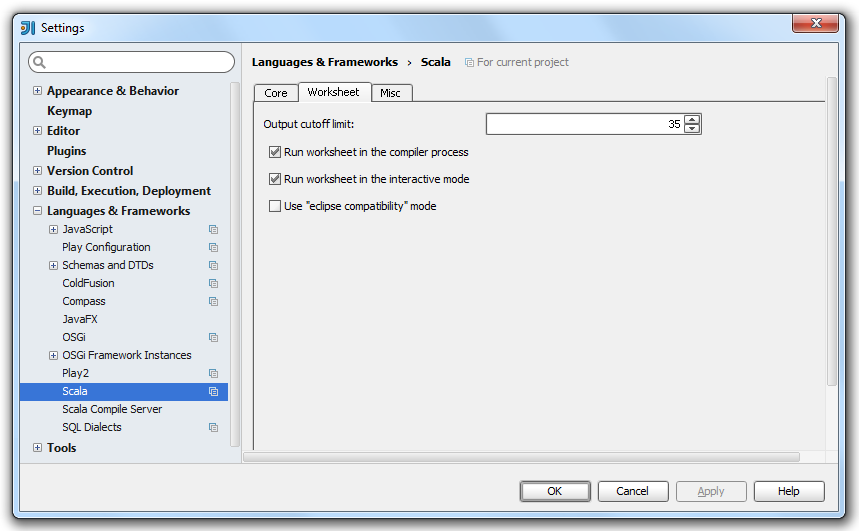 Settings
Languages & Frameworks › Scala For current project
Appearance & Behavior
Keymap
Editor
Plugins
Version Control
Build, Execution, Deployment
Languages & Frameworks
JavaScript
Play Configuration
Schemas and DTDs
ColdFusion
Compass
JavaFX
OSGi
OSGi Framework Instances
Play2
Scala
Scala Compile Server
SQL Dialects
Tools
Core Worksheet Misc
Output cutoff limit: 35
Run worksheet in the compiler process
Run worksheet in the interactive mode
Use "eclipse compatibility" mode
OK Cancel Apply Help